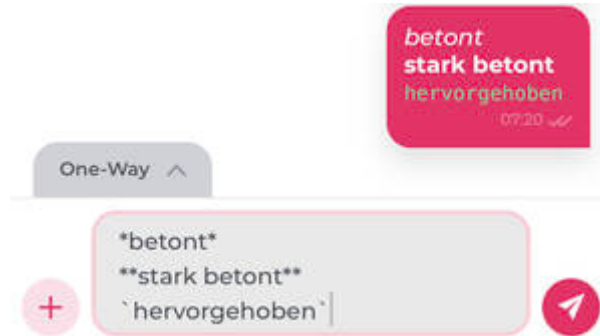 betont
stark betont
hervorgehoben
07:20
One-Way
*betont*
**stark betont**
`hervorgehoben`